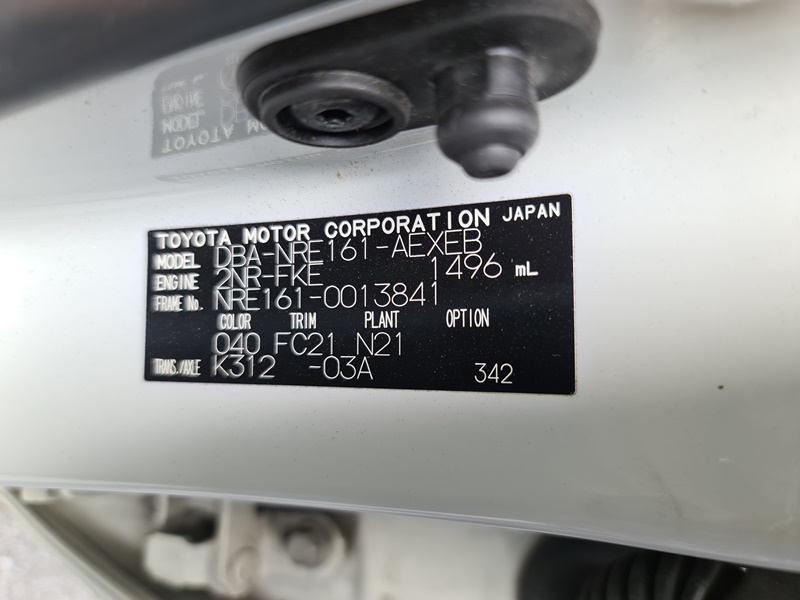 TOYOTA MOTOR CORPORATION JAPAN
MODEL DBA-NRE161-AEXEB
ENGINE 2NR-FKE 1496 mL
FRAME No. NRE161-0013841
COLOR TRIM PLANT OPTION
040 FC21 N21
TRANS./AXLE K312 -03A 342